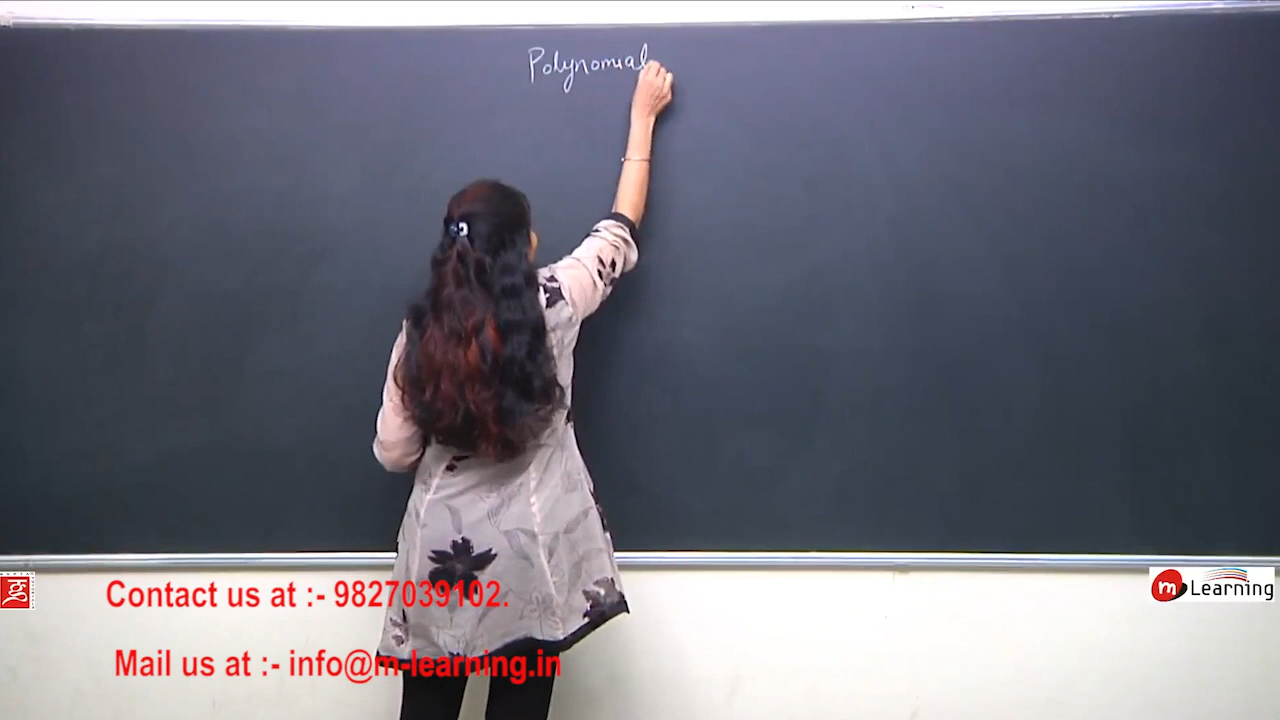 Polynomial
Contact us at :- 9827039102.
Mail us at :- info@m-learning.in
m Learning